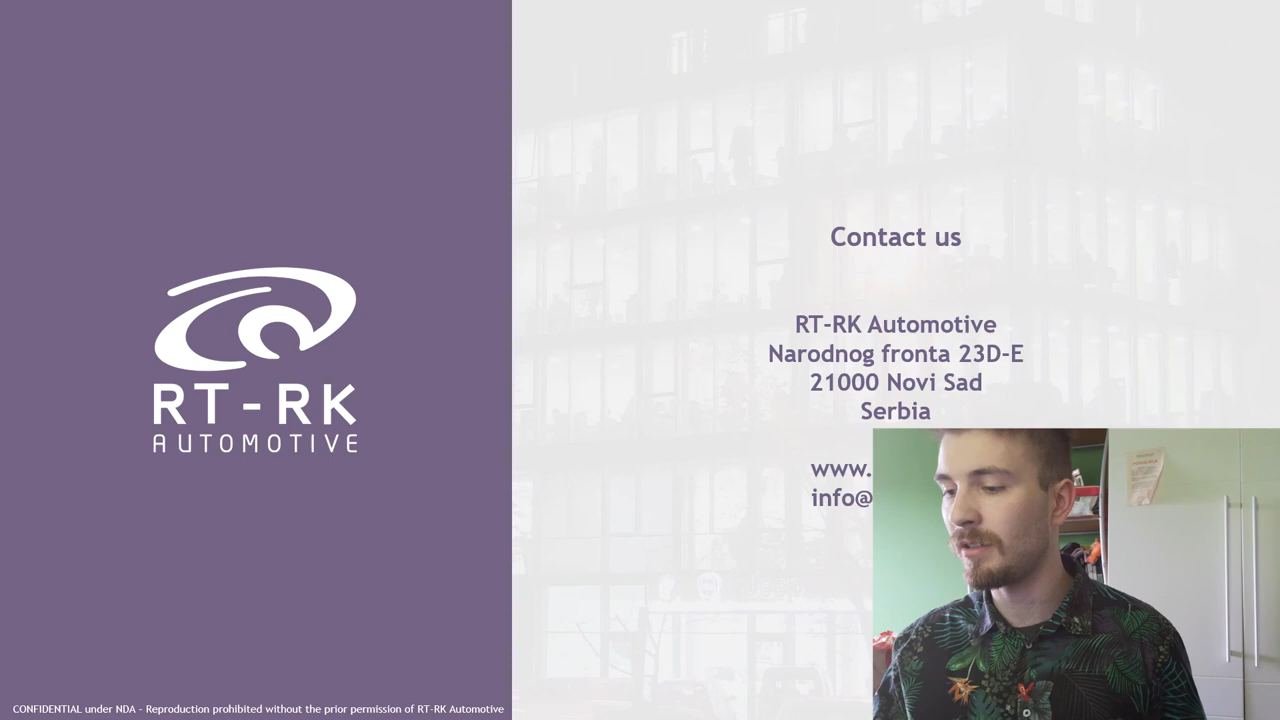 RT-RK
AUTOMOTIVE
CONFIDENTIAL under NDA – Reproduction prohibited without the prior permission of RT-RK Automotive
Contact us
RT-RK Automotive
Narodnog fronta 23D-E
21000 Novi Sad
Serbia
www.
info@